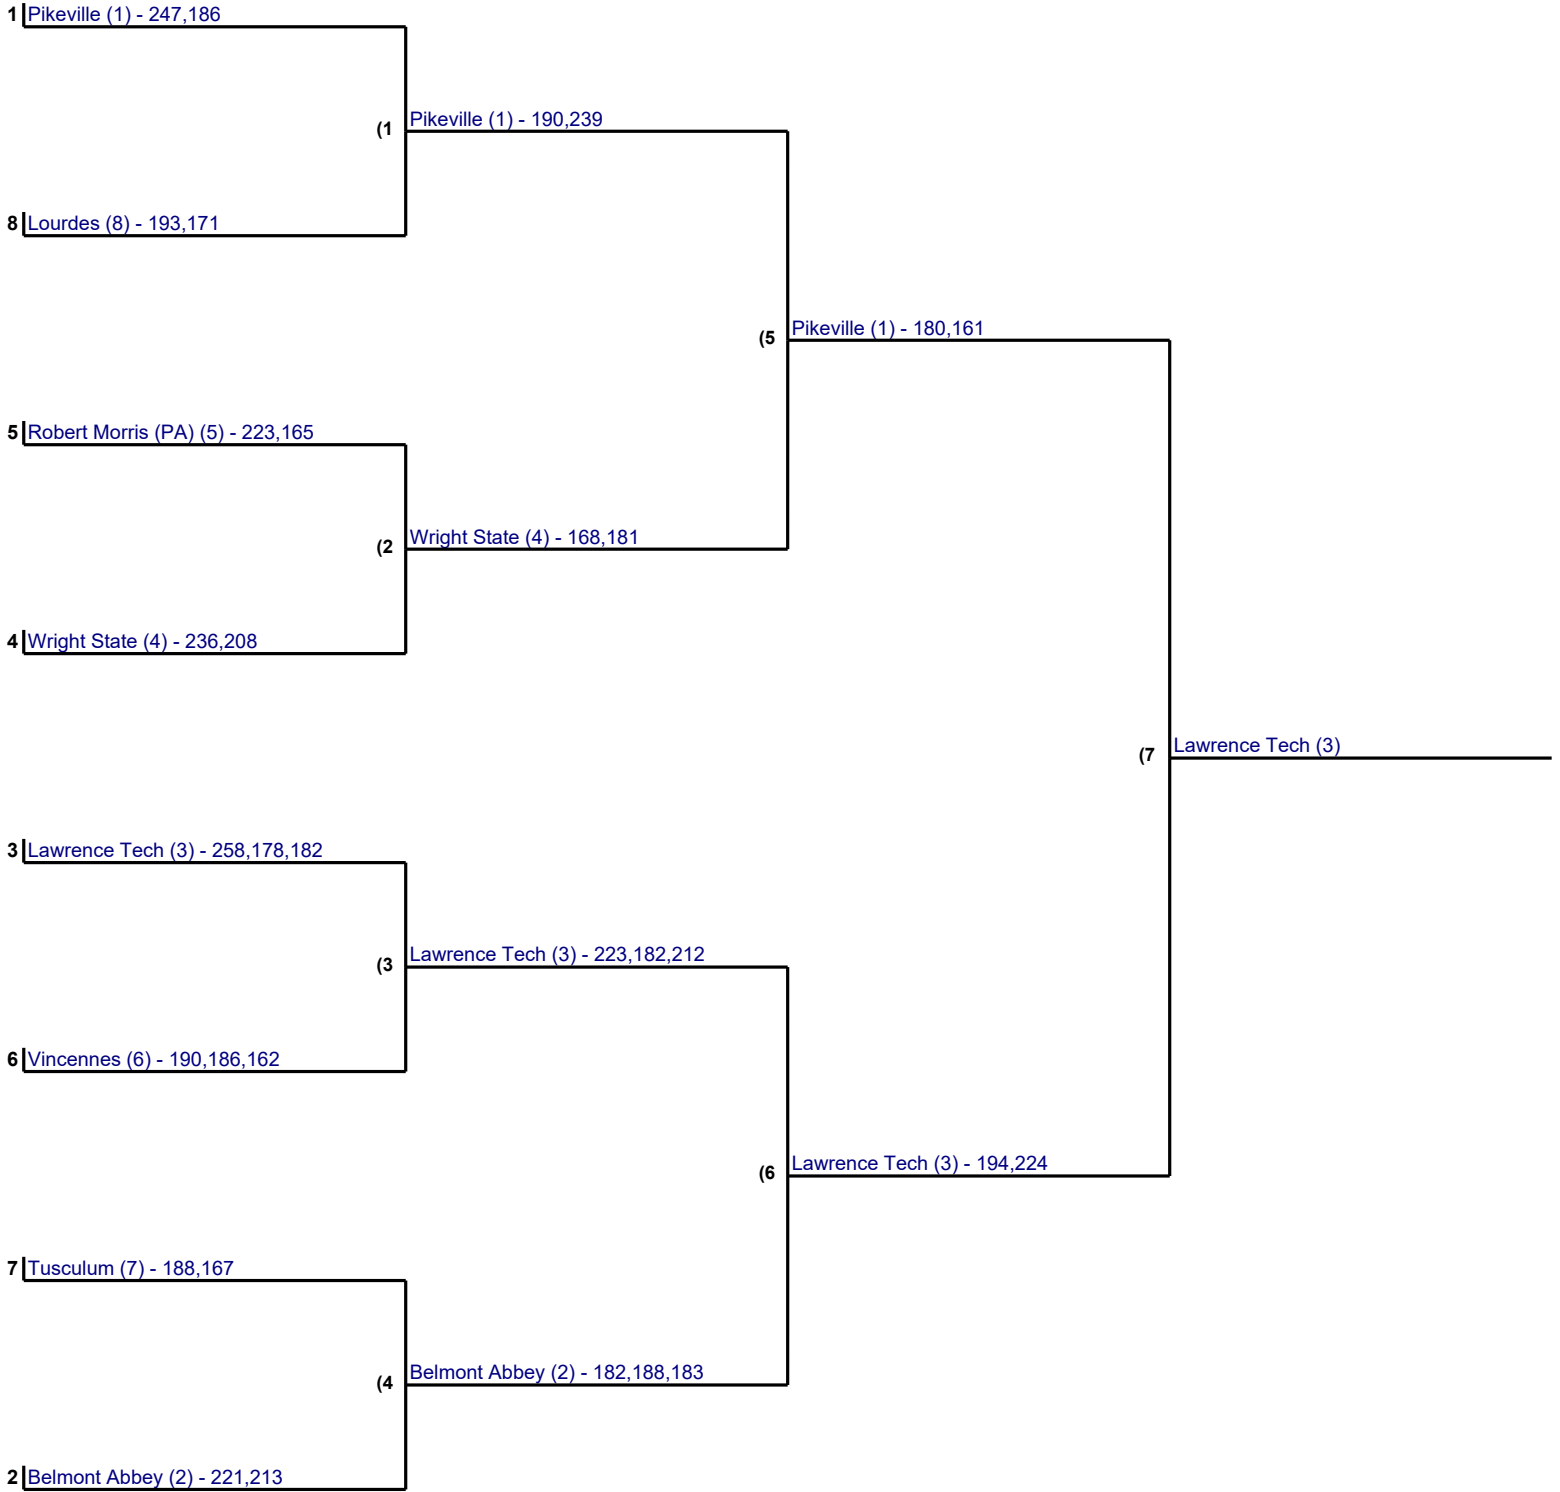 1 Pikeville (1) - 247,186
(1 Pikeville (1) - 190,239
8 Lourdes (8) - 193,171
(5 Pikeville (1) - 180,161
5 Robert Morris (PA) (5) - 223,165
(2 Wright State (4) - 168,181
4 Wright State (4) - 236,208
(7 Lawrence Tech (3)
3 Lawrence Tech (3) - 258,178,182
(3 Lawrence Tech (3) - 223,182,212
6 Vincennes (6) - 190,186,162
(6 Lawrence Tech (3) - 194,224
7 Tusculum (7) - 188,167
(4 Belmont Abbey (2) - 182,188,183
2 Belmont Abbey (2) - 221,213